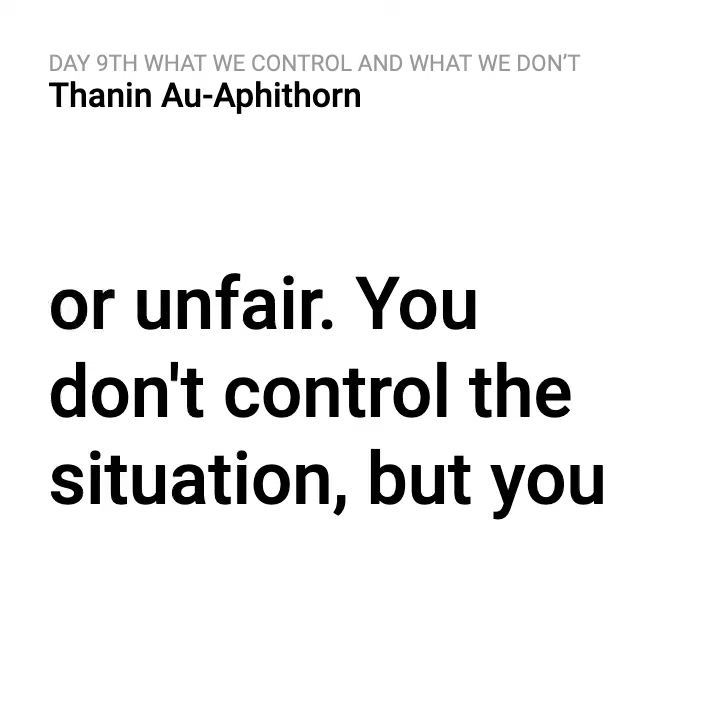 DAY 9TH WHAT WE CONTROL AND WHAT WE DON’T
Thanin Au-Aphithorn
or unfair. You
don't control the
situation, but you